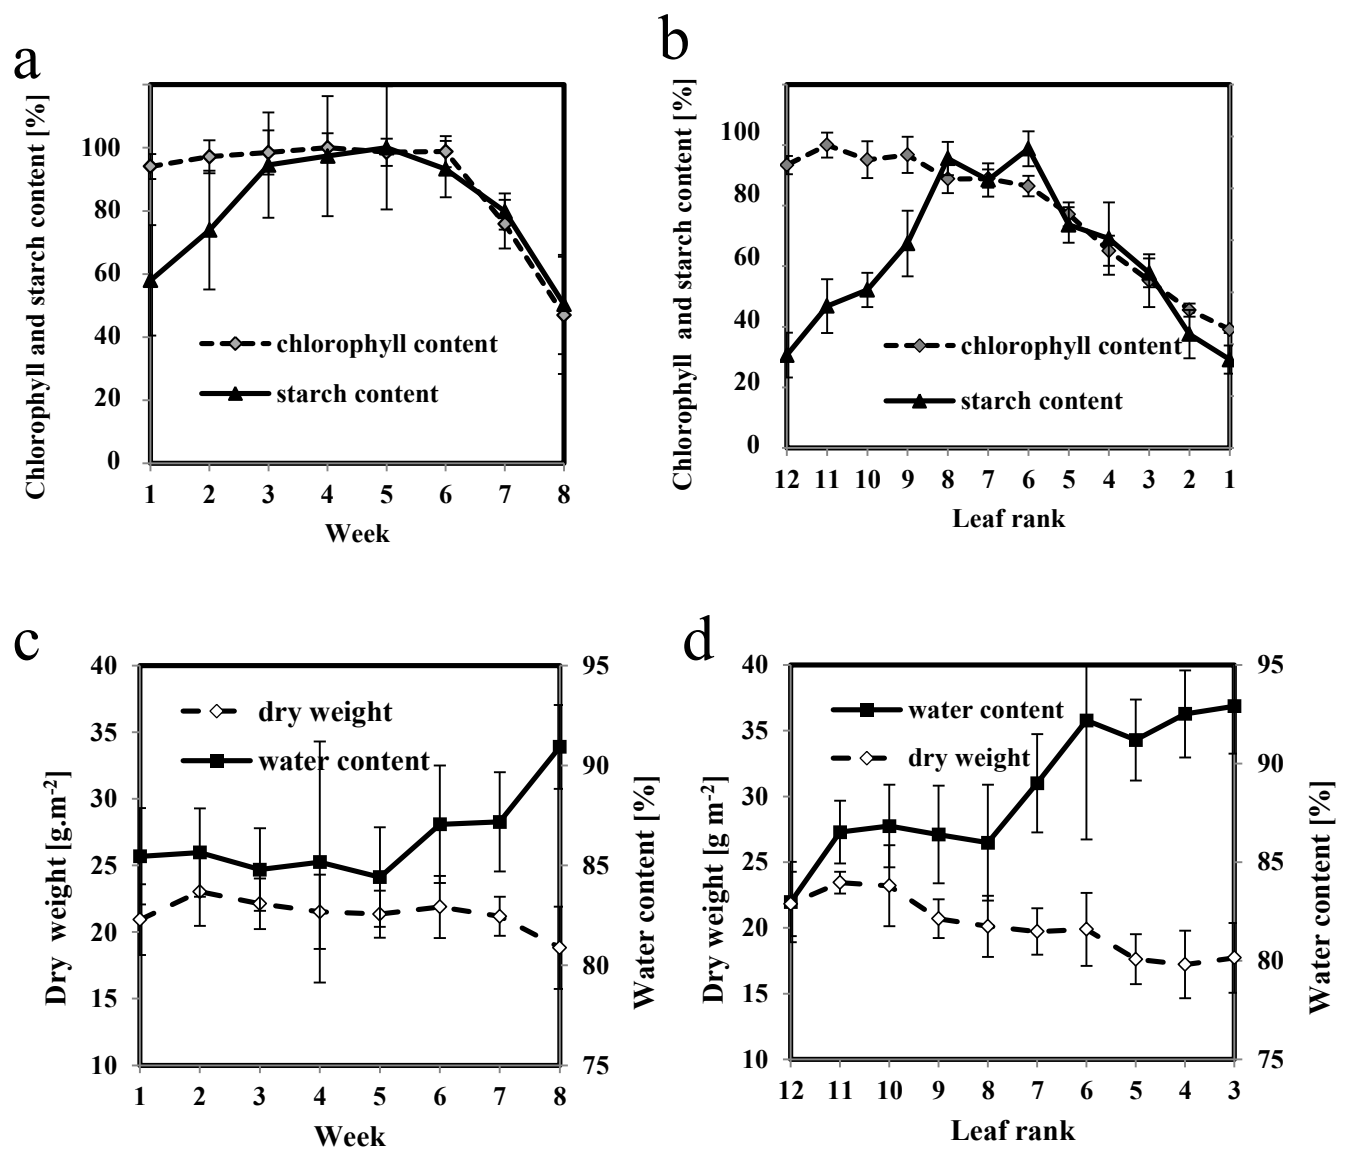 a
Chlorophyll and starch content [%]
100
80
60
40
20
0
chlorophyll content
starch content
1 2 3 4 5 6 7 8
Week
b
Chlorophyll and starch content [%]
100
80
60
40
20
0
chlorophyll content
starch content
12 11 10 9 8 7 6 5 4 3 2 1
Leaf rank
c
Dry weight [g.m-2]
40
35
30
25
20
15
10
dry weight
water content
95
90
85
80
75
Water content [%]
1 2 3 4 5 6 7 8
Week
d
Dry weight [g m-2]
40
35
30
25
20
15
10
water content
dry weight
95
90
85
80
75
Water content [%]
12 11 10 9 8 7 6 5 4 3
Leaf rank